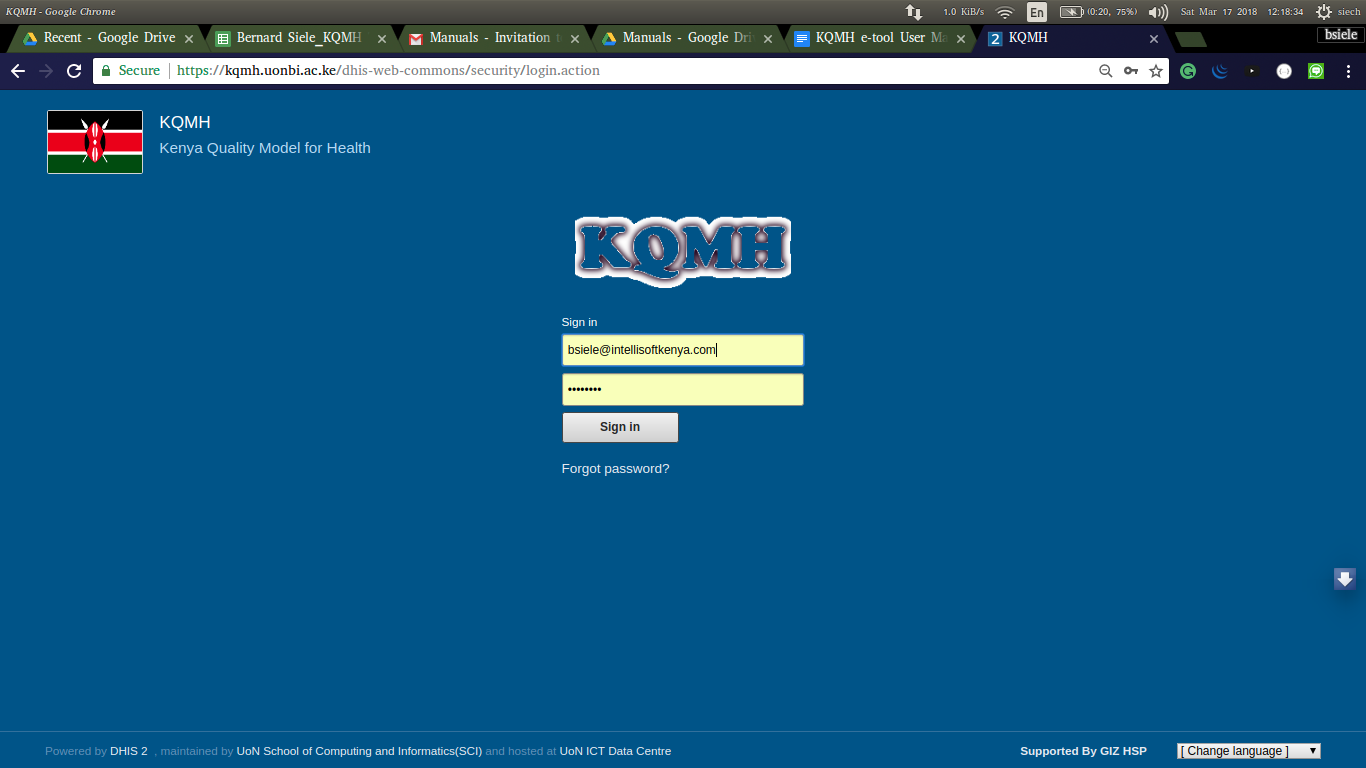 KQMH - Google Chrome
1.0 KiB/s En (0:20, 75%) Sat Mar 17 2018 12:18:34 siech
Recent - Google Drive Bernard Siele_KQMH Manuals - Invitation Manuals - Google Dri KQMH e-tool User Ma 2 KQMH bsiele
Secure https://kqmh.uonbi.ac.ke/dhis-web-commons/security/login.action
KQMH
Kenya Quality Model for Health
KQMH
Sign in
bsiele@intellisoftkenya.com
••••••••
Sign in
Forgot password?
Powered by DHIS 2 , maintained by UoN School of Computing and Informatics(SCI) and hosted at UoN ICT Data Centre Supported By GIZ HSP [ Change language ]